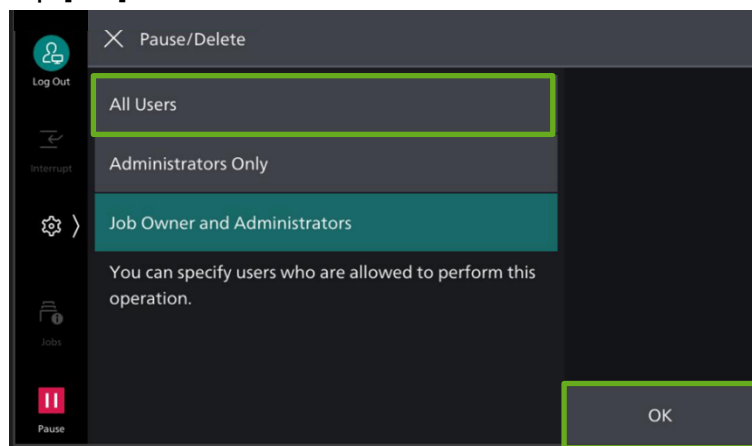 Pause/Delete
Log Out
All Users
Interrupt
Administrators Only
Job Owner and Administrators
You can specify users who are allowed to perform this
operation.
Jobs
Pause
OK